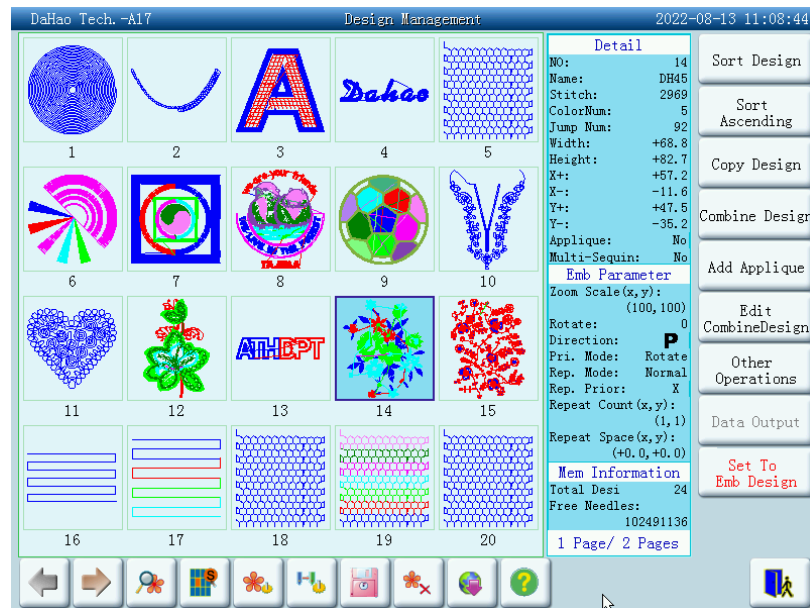 DaHao Tech.-A17 Design Management 2022-08-13 11:08:44
1 2 3 4 5
6 7 8 9 10
11 12 13 14 15
16 17 18 19 20
A
Dahao
we are your friends
ATHDPT
Detail
NO: 14
Name: DH45
Stitch: 2969
ColorNum: 5
Jump Num: 92
Width: +68.8
Height: +82.7
X+: +57.2
X-: -11.6
Y+: +47.5
Y-: -35.2
Applique: No
Multi-Sequin: No
Emb Parameter
Zoom Scale(x,y):
(100,100)
Rotate: 0
Direction: P
Pri. Mode: Rotate
Rep. Mode: Normal
Rep. Prior: X
Repeat Count(x,y):
(1,1)
Repeat Space(x,y):
(+0.0,+0.0)
Mem Information
Total Desi 24
Free Needles:
102491136
1 Page/ 2 Pages
Sort Design
Sort
Ascending
Copy Design
Combine Design
Add Applique
Edit
CombineDesign
Other
Operations
Data Output
Set To
Emb Design
S
?